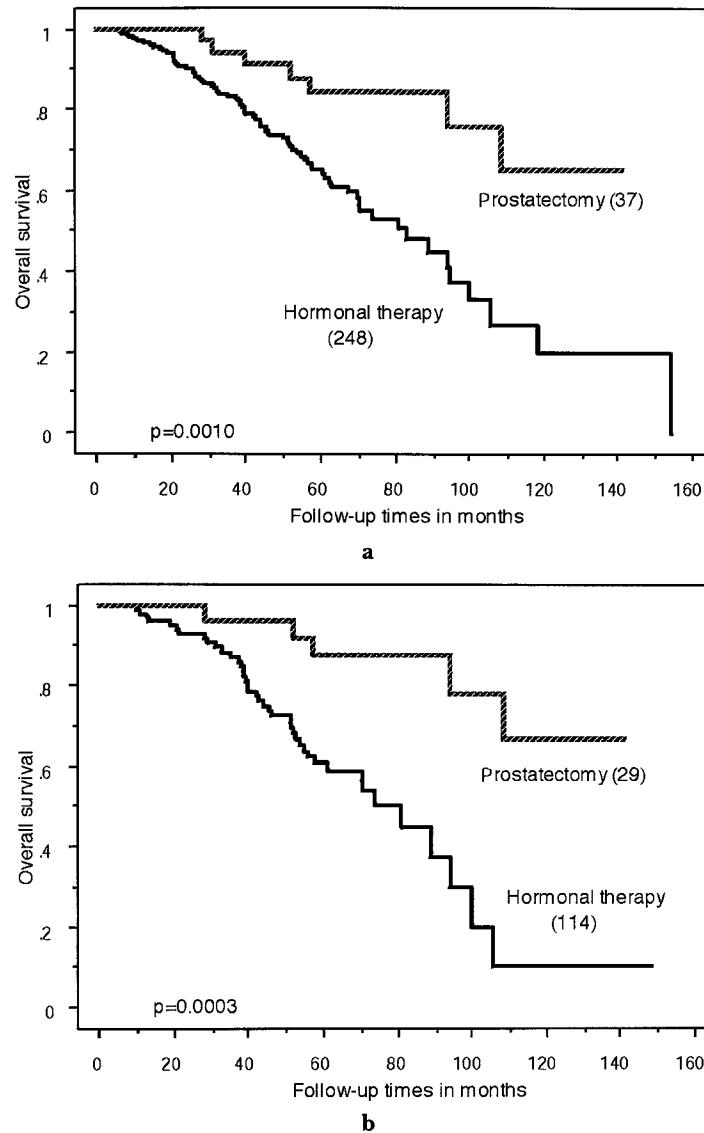 1
.8
.6
.4
.2
0
Overall survival
Prostatectomy (37)
Hormonal therapy
(248)
p=0.0010
0 20 40 60 80 100 120 140 160
Follow-up times in months
a
1
.8
.6
.4
.2
0
Overall survival
Prostatectomy (29)
Hormonal therapy
(114)
p=0.0003
0 20 40 60 80 100 120 140 160
Follow-up times in months
b